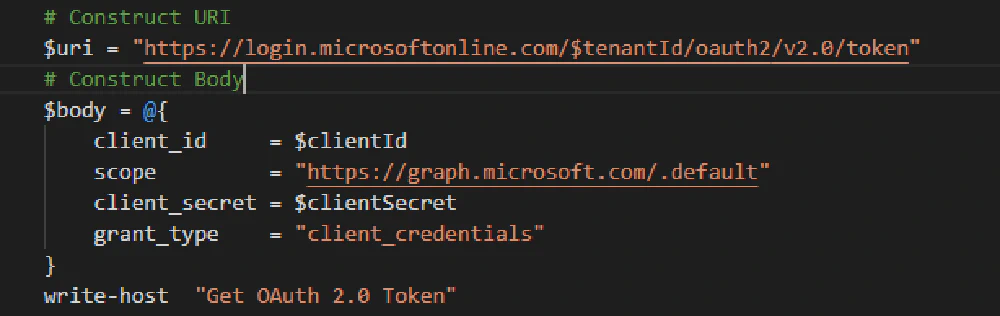 # Construct URI
$uri = "https://login.microsoftonline.com/$tenantId/oauth2/v2.0/token"
# Construct Body
$body = @{
    client_id     = $clientId
    scope         = "https://graph.microsoft.com/.default"
    client_secret = $clientSecret
    grant_type    = "client_credentials"
}
write-host  "Get OAuth 2.0 Token"